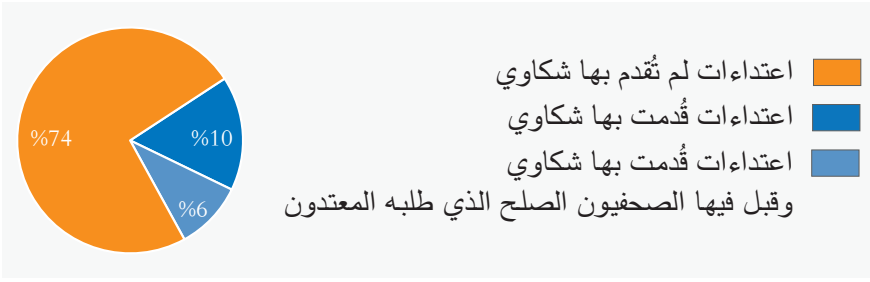 اعتداءات لم تُقدم بها شكاوي
اعتداءات قُدمت بها شكاوي
اعتداءات قُدمت بها شكاوي
وقبل فيها الصحفيون الصلح الذي طلبه المعتدون
%74
%10
%6